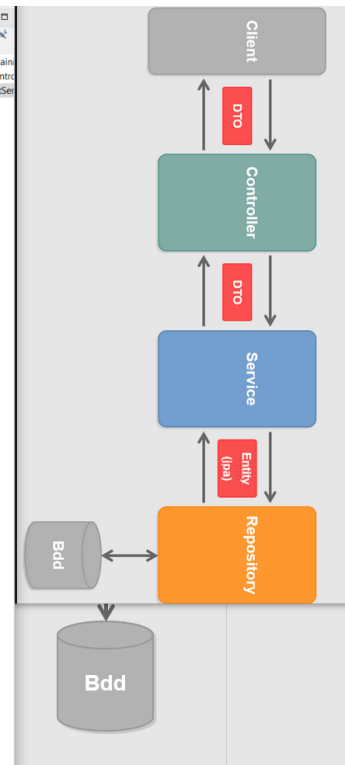 Client
DTO
Controller
DTO
Service
Entity
(jpa)
Repository
Bdd
Bdd